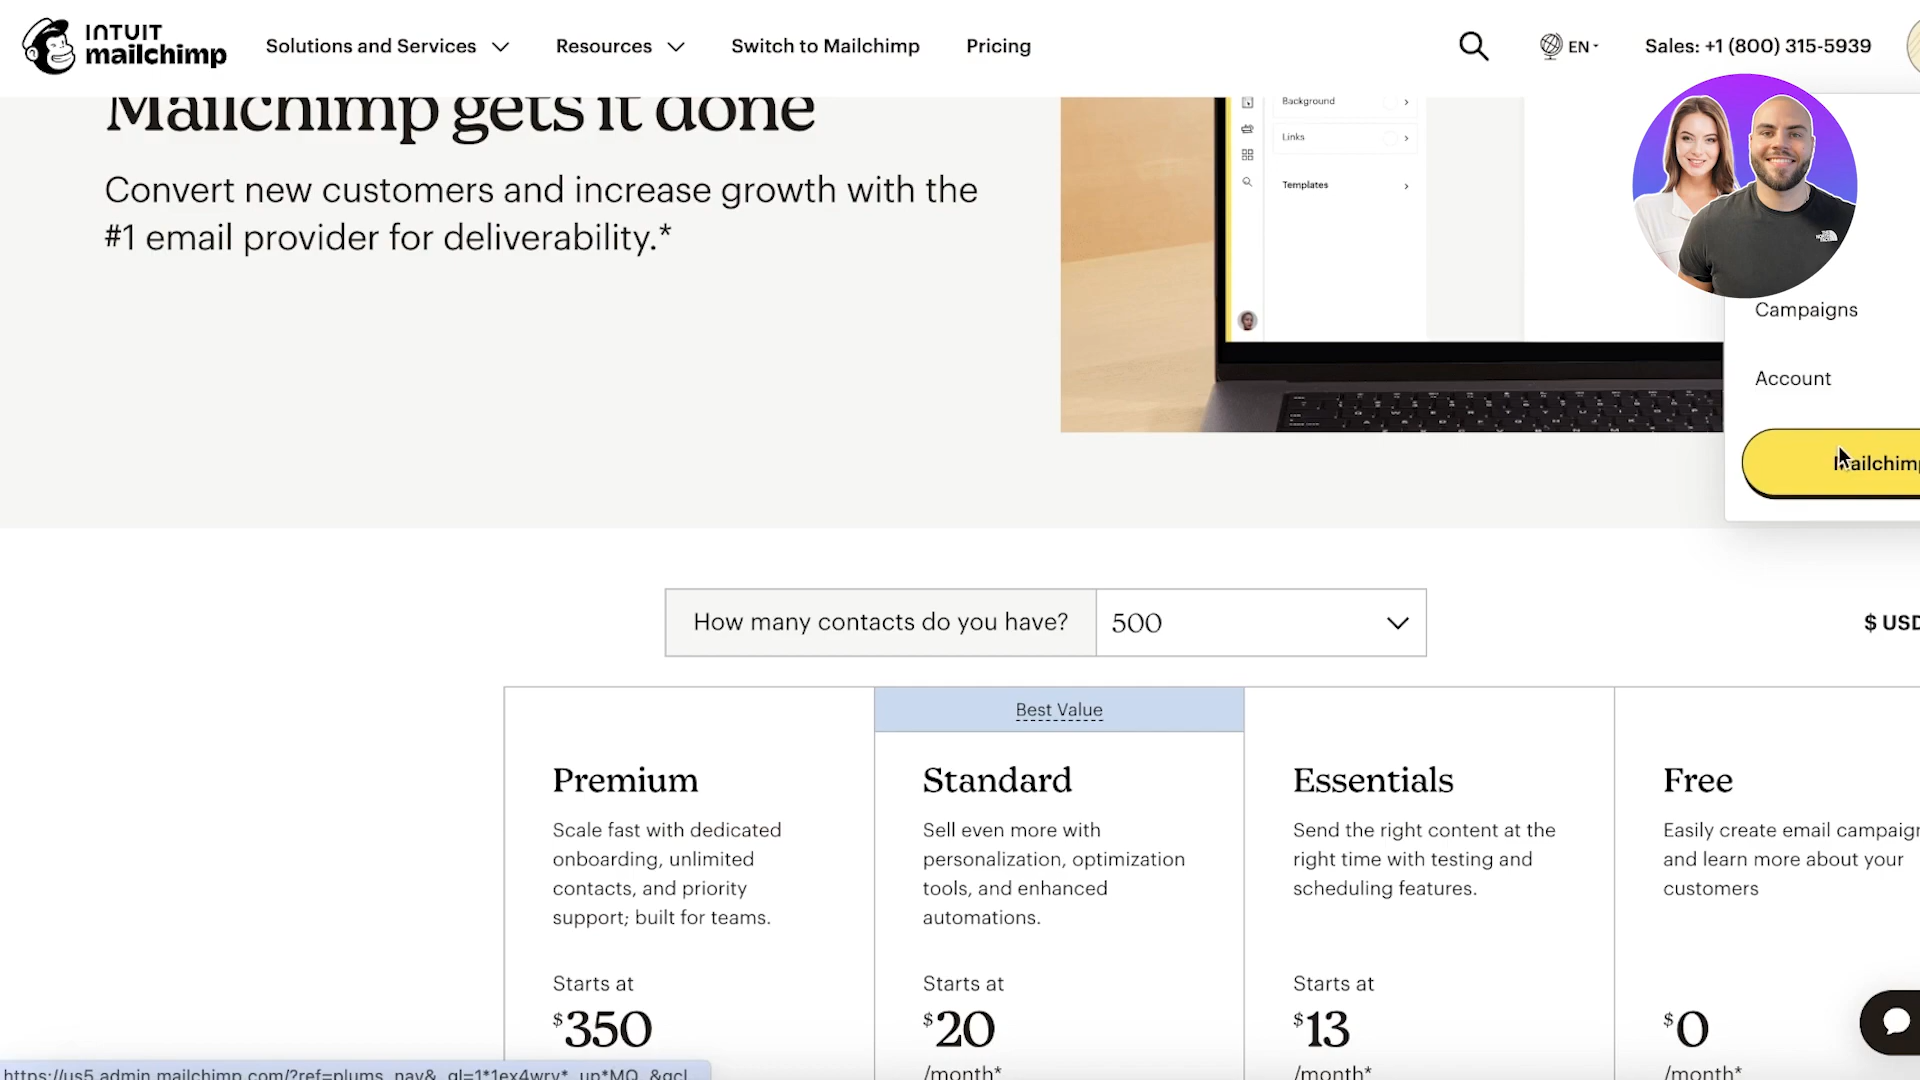 INTUIT
mailchimp
Solutions and Services
Resources
Switch to Mailchimp
Pricing
EN
Sales: +1 (800) 315-5939
Mailchimp gets it done
Convert new customers and increase growth with the
#1 email provider for deliverability.*
Background
Links
Templates
THE
NORTH
FACE
Campaigns
Account
Mailchimp
How many contacts do you have?
500
$ USD
Best Value
Premium
Scale fast with dedicated
onboarding, unlimited
contacts, and priority
support; built for teams.
Starts at
$350
Standard
Sell even more with
personalization, optimization
tools, and enhanced
automations.
Starts at
$20
/month*
Essentials
Send the right content at the
right time with testing and
scheduling features.
Starts at
$13
/month*
Free
Easily create email campaign
and learn more about your
customers
$0
/month*